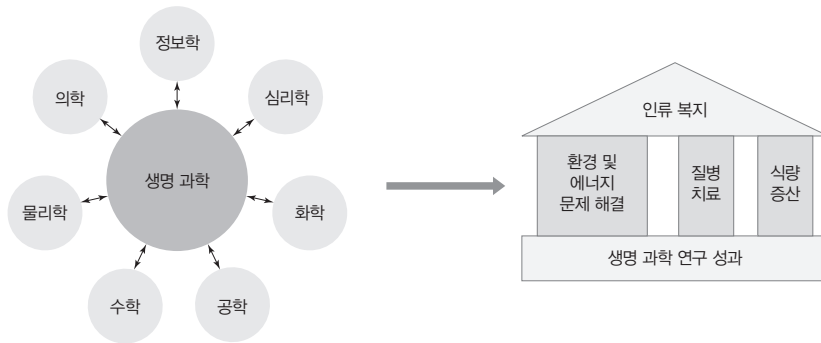 정보학
의학
심리학
생명 과학
물리학
화학
수학
공학
인류 복지
환경 및
에너지
문제 해결
질병
치료
식량
증산
생명 과학 연구 성과